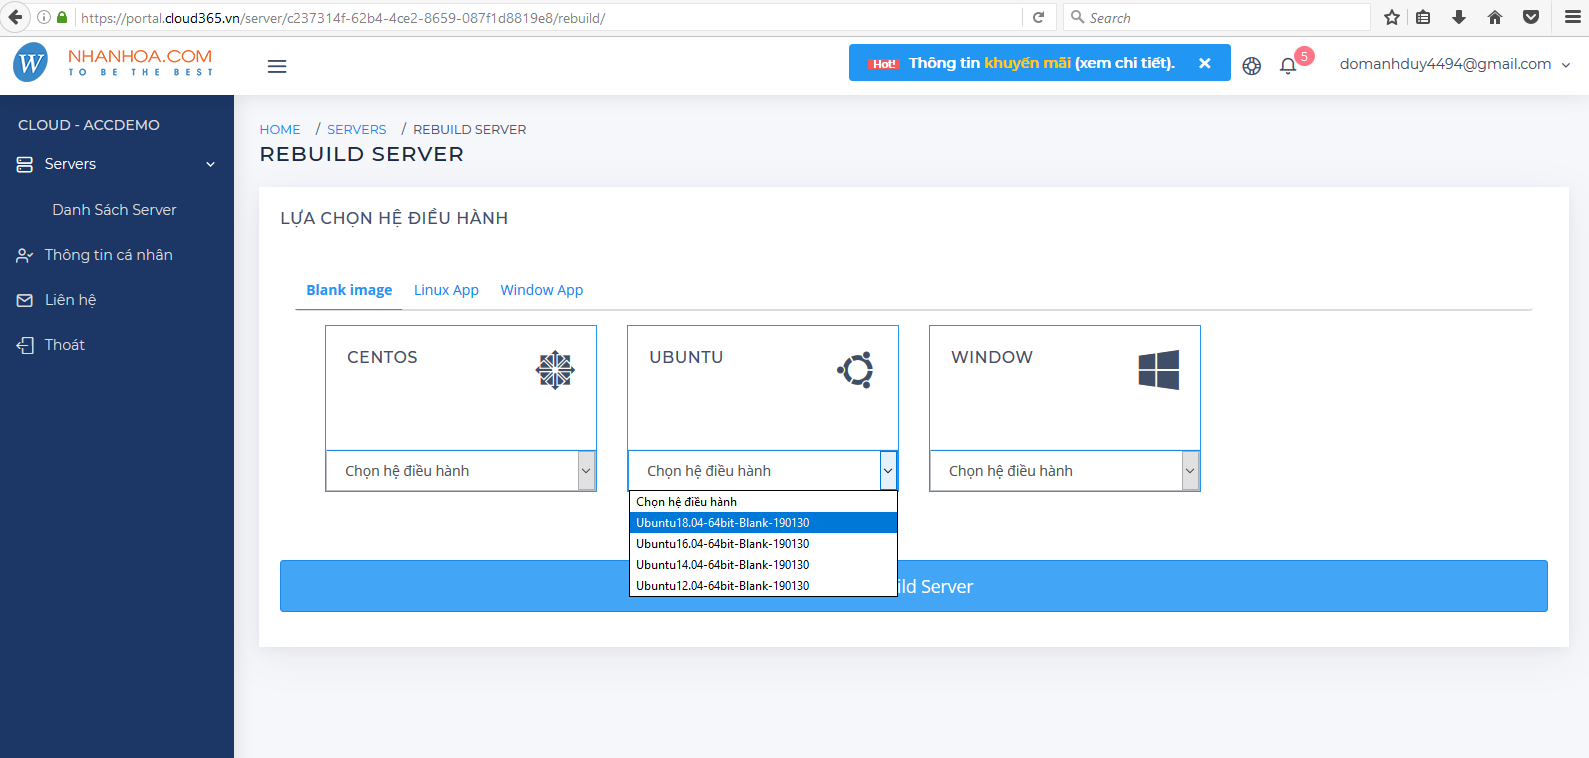 https://portal.cloud365.vn/server/c237314f-62b4-4ce2-8659-087f1d8819e8/rebuild/
Search
W
NHANHOA.COM
TO BE THE BEST
Hot! Thông tin khuyến mãi (xem chi tiết). ×
5
domanhduy4494@gmail.com
CLOUD - ACCDEMO
Servers
Danh Sách Server
Thông tin cá nhân
Liên hệ
Thoát
HOME / SERVERS / REBUILD SERVER
REBUILD SERVER
LỰA CHỌN HỆ ĐIỀU HÀNH
Blank image Linux App Window App
CENTOS
Chọn hệ điều hành
UBUNTU
Chọn hệ điều hành
Chọn hệ điều hành
Ubuntu18.04-64bit-Blank-190130
Ubuntu16.04-64bit-Blank-190130
Ubuntu14.04-64bit-Blank-190130
Ubuntu12.04-64bit-Blank-190130
WINDOW
Chọn hệ điều hành
ild Server